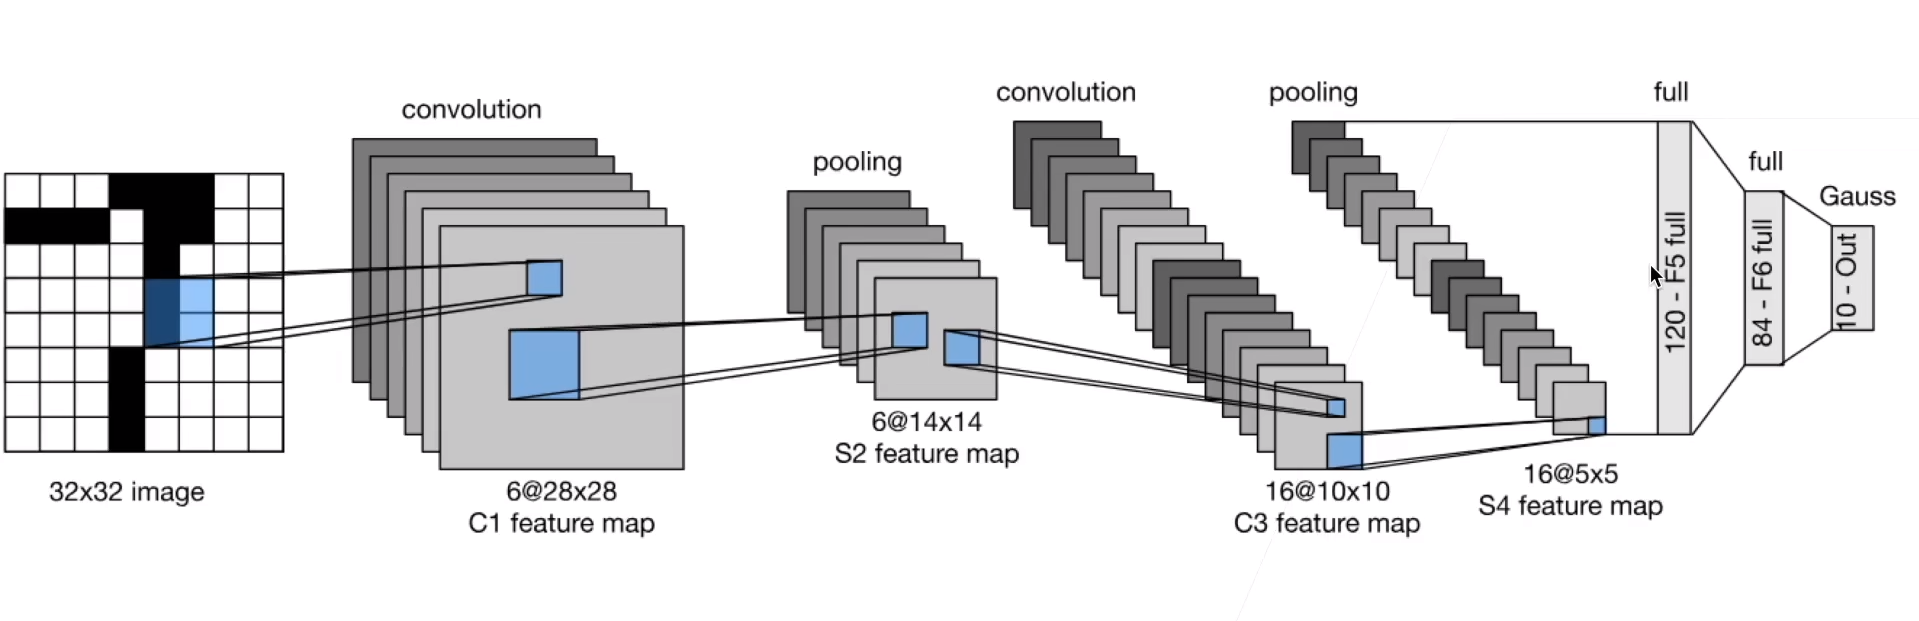 convolution
pooling
convolution
pooling
full
full
Gauss
120 - F5 full
84 - F6 full
10 - Out
32x32 image
6@28x28
C1 feature map
6@14x14
S2 feature map
16@10x10
C3 feature map
16@5x5
S4 feature map